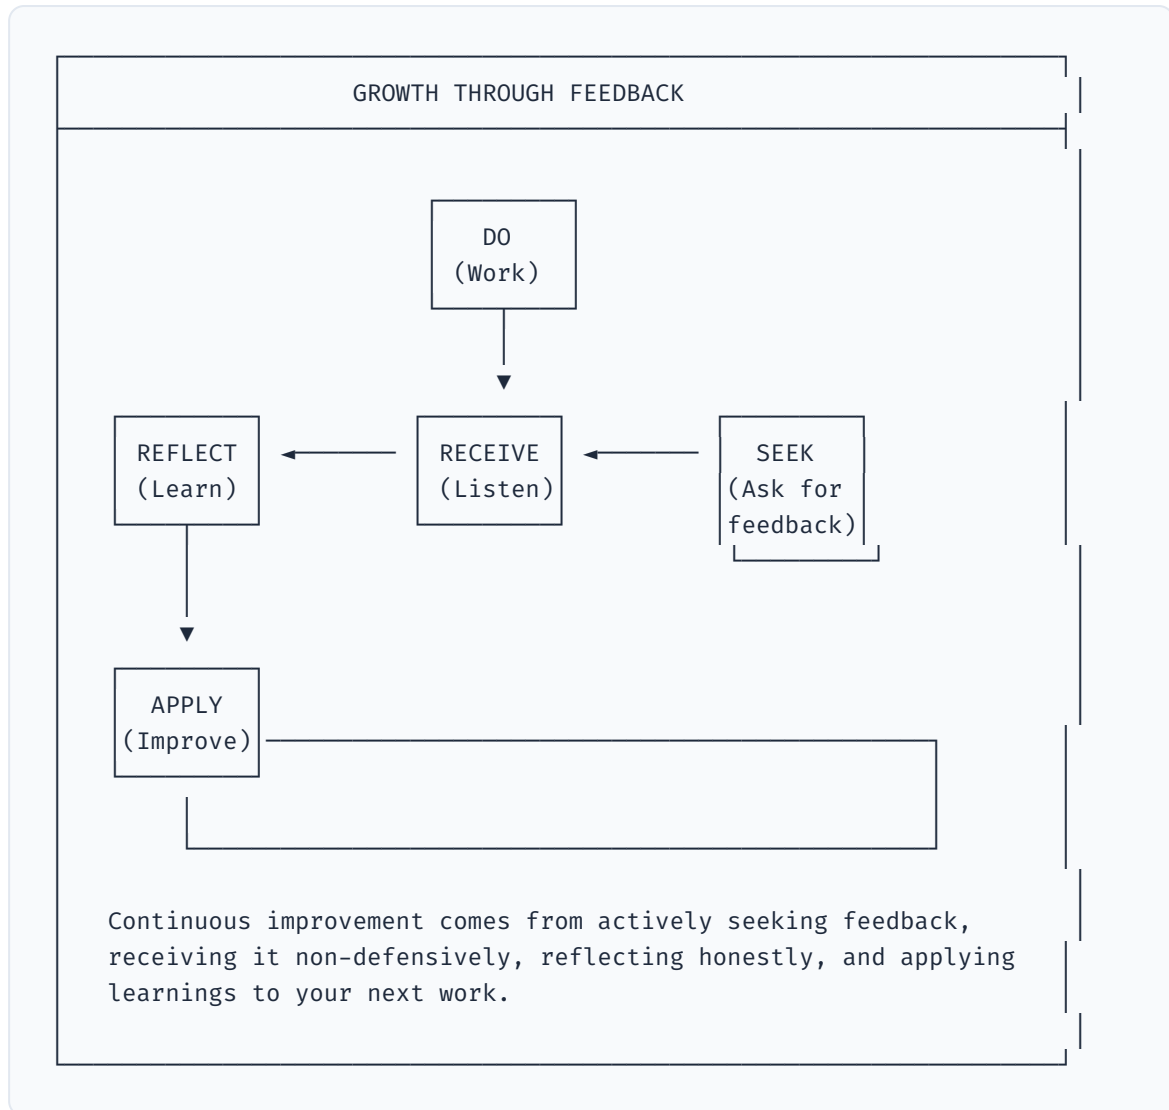 GROWTH THROUGH FEEDBACK
DO
(Work)
REFLECT
(Learn)
RECEIVE
(Listen)
SEEK
(Ask for
feedback)
APPLY
(Improve)
Continuous improvement comes from actively seeking feedback,
receiving it non-defensively, reflecting honestly, and applying
learnings to your next work.